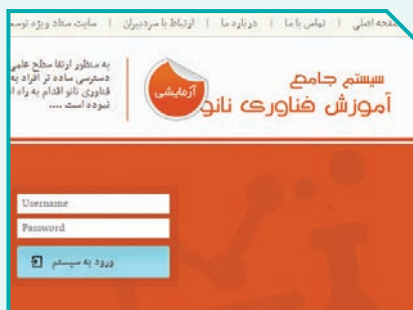 صفحه اصلی | تماس با ما | درباره ما | ارتباط با سردبیران | سایت ستاد ویژه توسعه
سیستم جامع
آموزش فناوری نانو
آزمایشی
به منظور ارتقا سطح علمی
دسترسی ساده تر افراد به
فناوری نانو اقدام به راه ا
نموده است ....
Username
Password
ورود به سیستم